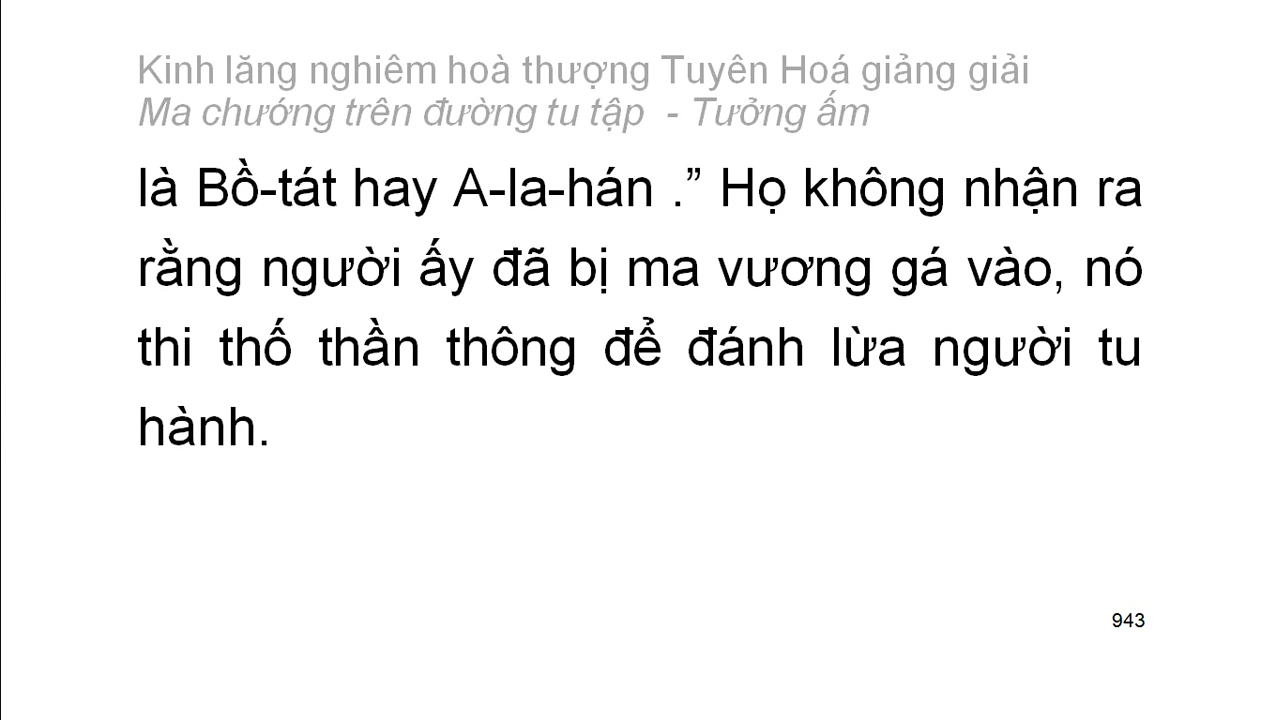 Kinh lăng nghiêm hoà thượng Tuyên Hoá giảng giải
Ma chướng trên đường tu tập - Tưởng ấm
là Bồ-tát hay A-la-hán .” Họ không nhận ra
rằng người ấy đã bị ma vương gá vào, nó
thi thố thần thông để đánh lừa người tu
hành.
943